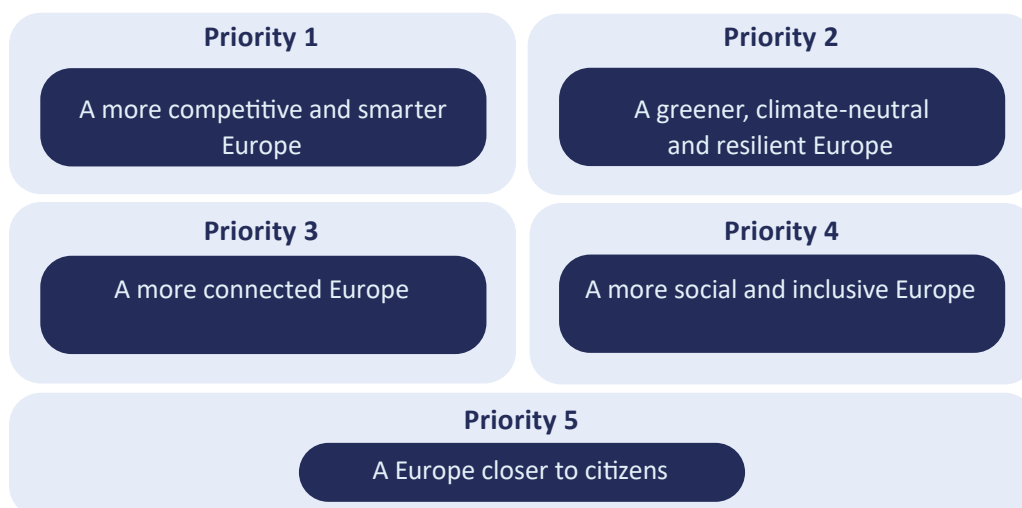 Priority 1
A more competitive and smarter
Europe
Priority 2
A greener, climate-neutral
and resilient Europe
Priority 3
A more connected Europe
Priority 4
A more social and inclusive Europe
Priority 5
A Europe closer to citizens